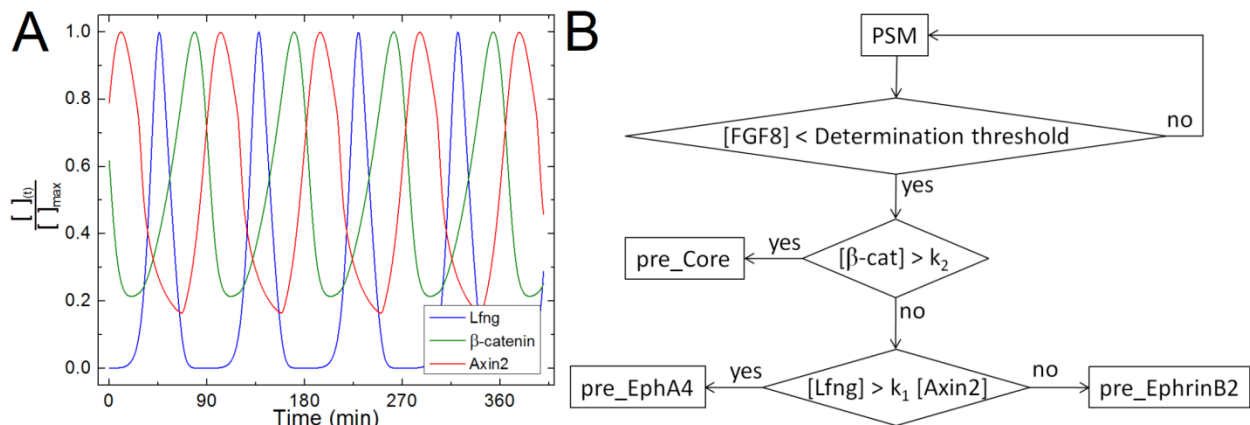 A
[ ](t)
[ ]max
1.0
0.8
0.6
0.4
0.2
0.0
Lfng
β-catenin
Axin2
0 90 180 270 360
Time (min)
B
PSM
[FGF8] < Determination threshold
no
yes
[β-cat] > k₂
yes
pre_Core
no
[Lfng] > k₁ [Axin2]
yes
no
pre_EphA4
pre_EphrinB2